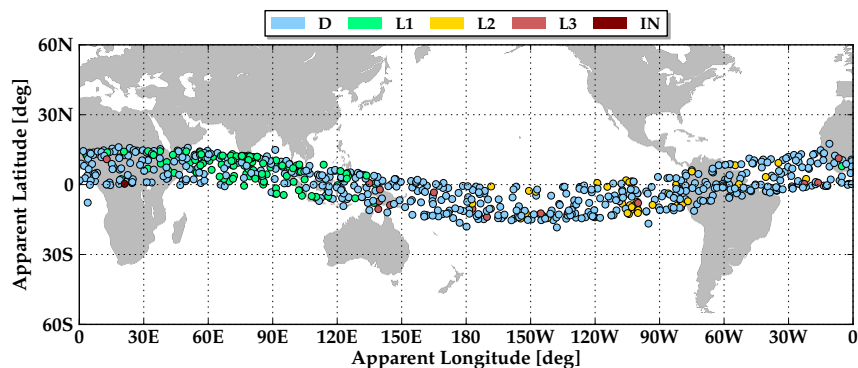 D L1 L2 L3 IN
60N
30N
0
30S
60S
Apparent Latitude [deg]
0 30E 60E 90E 120E 150E 180 150W 120W 90W 60W 30W 0
Apparent Longitude [deg]